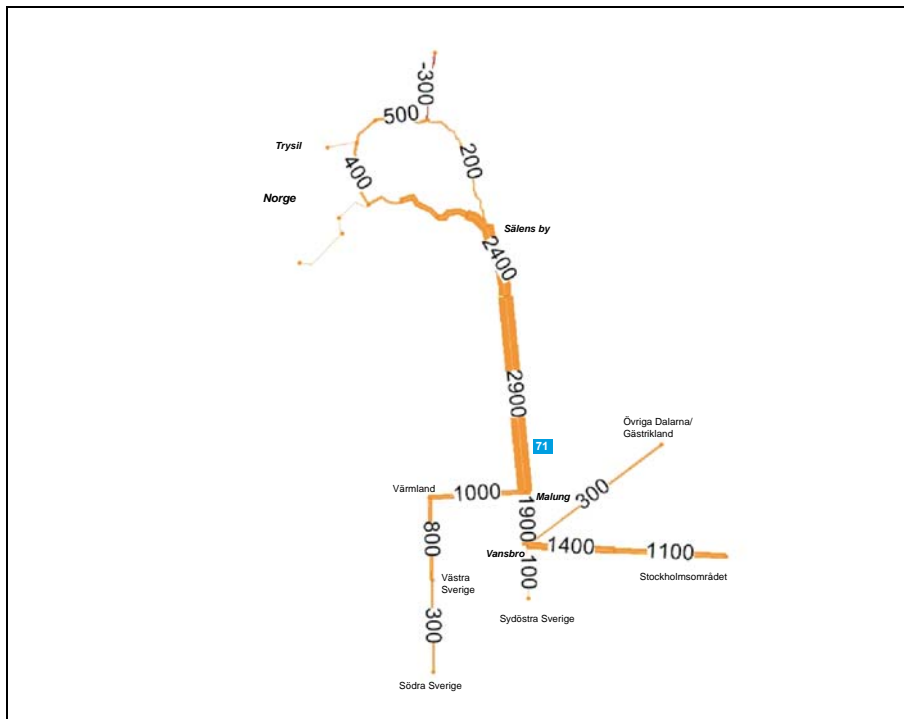 -300
500
Trysil
200
400
Norge
Sälens by
2400
2900
Övriga Dalarna/
Gästrikland
71
Värmland
1000
Malung
300
1900
800
Vansbro
1400
1100
100
Västra
Sverige
Stockholmsområdet
300
Sydöstra Sverige
Södra Sverige